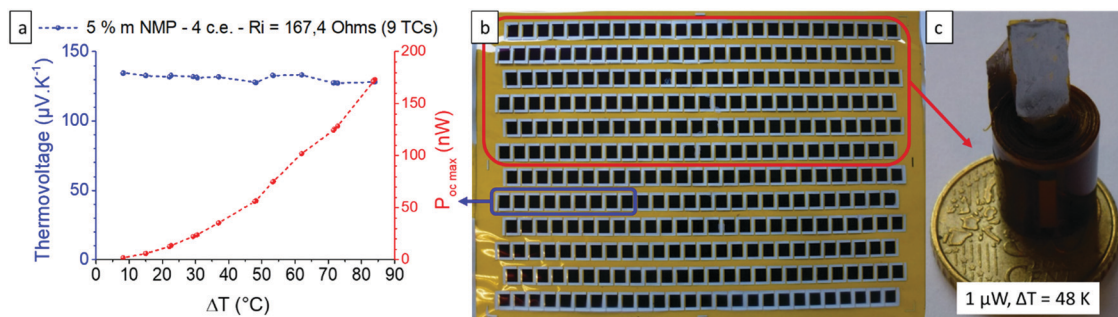 a
5 % m NMP - 4 c.e. - Ri = 167,4 Ohms (9 TCs)
Thermovoltage (µV.K⁻¹)
150
100
50
0
0 10 20 30 40 50 60 70 80 90
ΔT (°C)
200
150
100
50
0
P oc max (nW)
b
c
1 µW, ΔT = 48 K